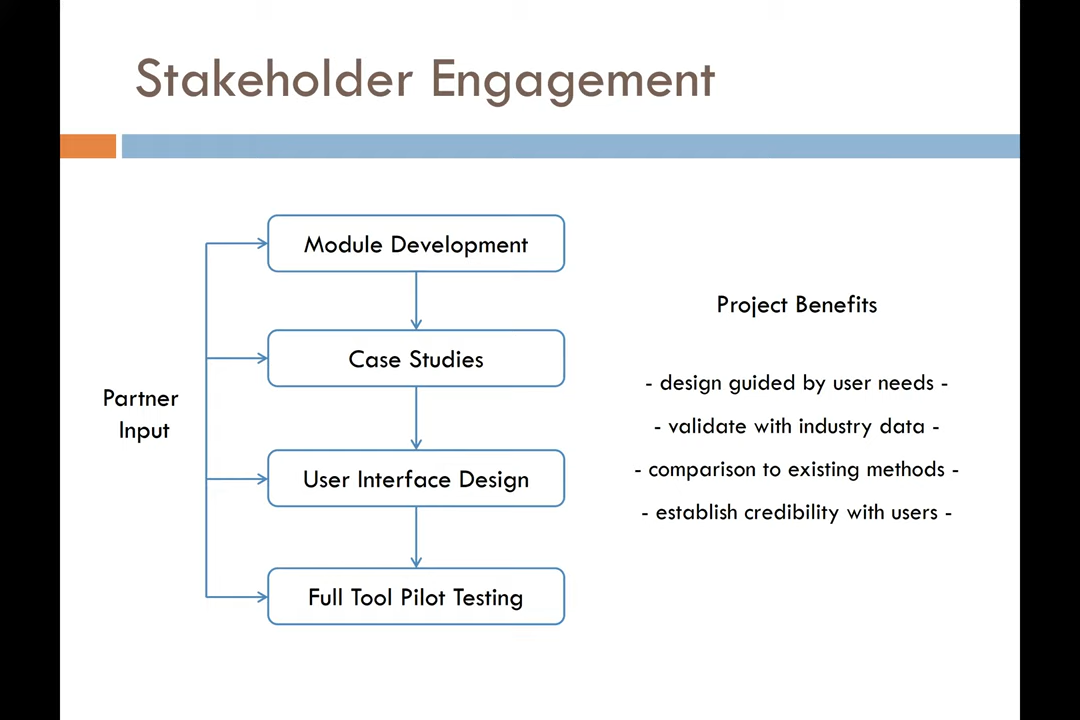 Stakeholder Engagement
Partner
Input
Module Development
Case Studies
User Interface Design
Full Tool Pilot Testing
Project Benefits
- design guided by user needs -
- validate with industry data -
- comparison to existing methods -
- establish credibility with users -